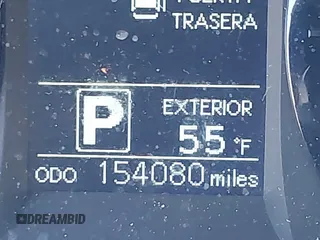 TRASERA
P
EXTERIOR
55 °F
ODO 154080 miles
DREAMBID